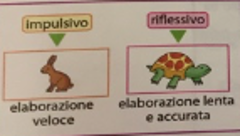 impulsivo
riflessivo
elaborazione
veloce
elaborazione lenta
e accurata